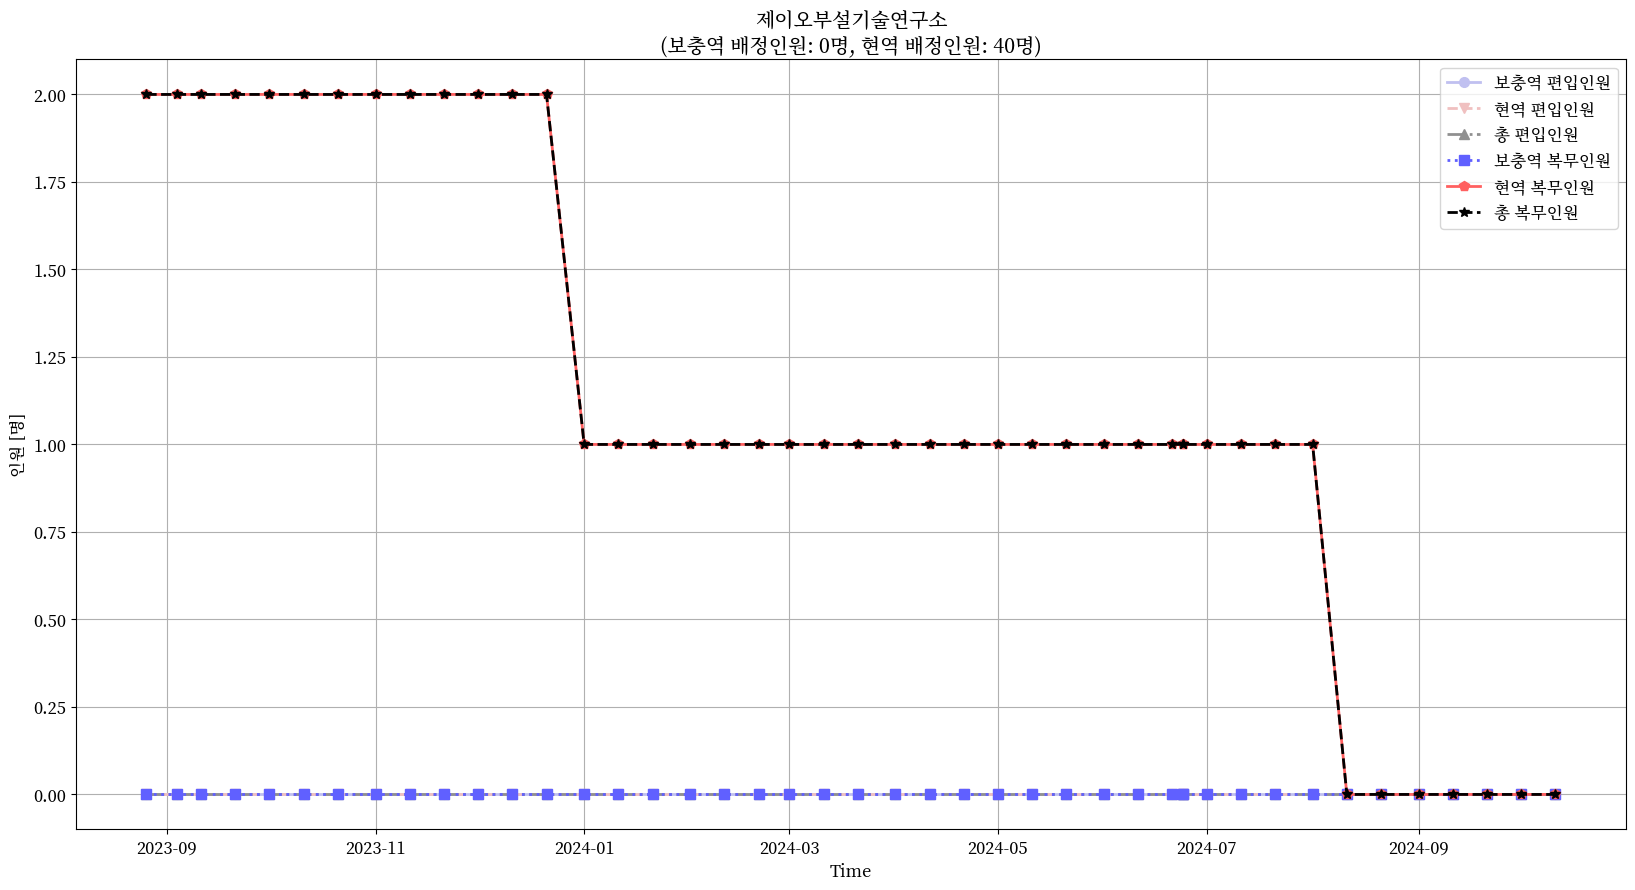 제이오부설기술연구소
(보충역 배정인원: 0명, 현역 배정인원: 40명)
보충역 편입인원
현역 편입인원
총 편입인원
보충역 복무인원
현역 복무인원
총 복무인원
인원 [명]
2.00
1.75
1.50
1.25
1.00
0.75
0.50
0.25
0.00
2023-09
2023-11
2024-01
2024-03
2024-05
2024-07
2024-09
Time